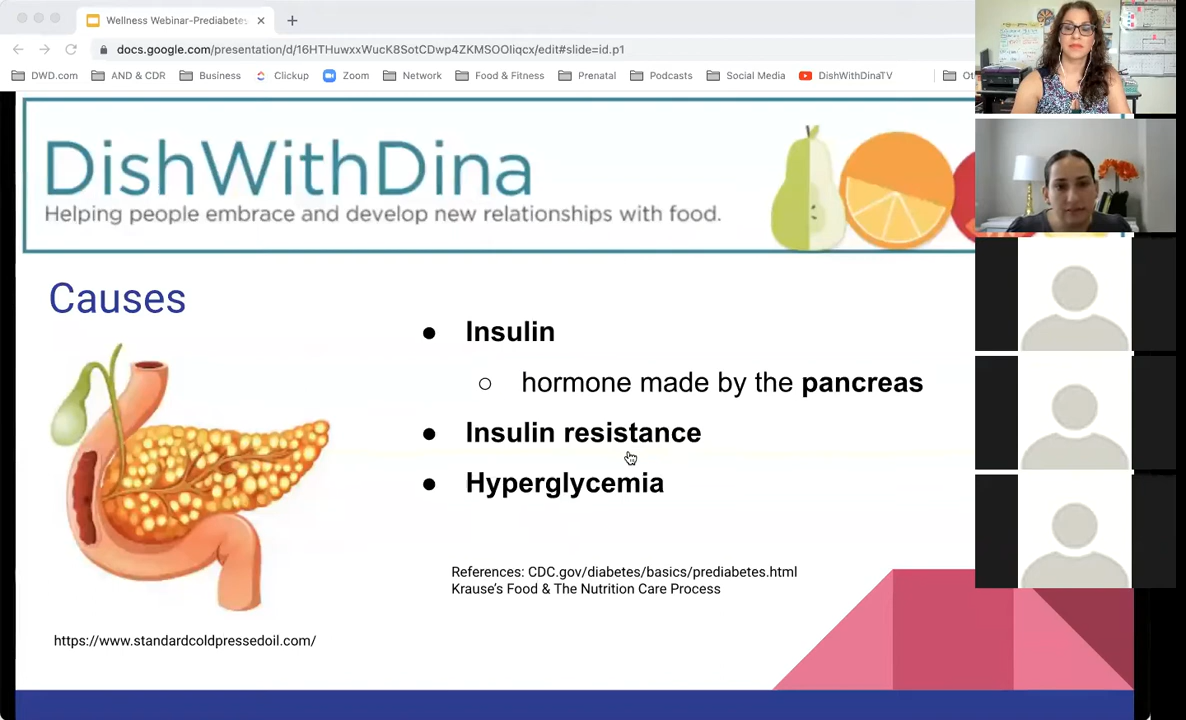 Wellness Webinar-Prediabetes
docs.google.com/presentation/d/16HTHuwxxWucK8SotCDwp4ZKMSOOliqcx/edit#slide=id.p1
DWD.com
AND & CDR
Business
Clickup
Zoom
Network
Food & Fitness
Prenatal
Podcasts
Social Media
DishWithDinaTV
DishWithDina
Helping people embrace and develop new relationships with food.
Causes
● Insulin
○ hormone made by the pancreas
● Insulin resistance
● Hyperglycemia
References: CDC.gov/diabetes/basics/prediabetes.html
Krause's Food & The Nutrition Care Process
https://www.standardcoldpressedoil.com/